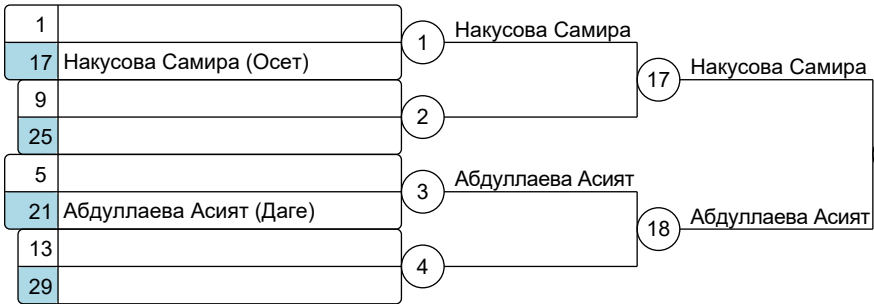 1
17 Накусова Самира (Осет)
1
Накусова Самира
9
25
2
17
Накусова Самира
5
21 Абдуллаева Асият (Даге)
3
Абдуллаева Асият
13
29
4
18
Абдуллаева Асият